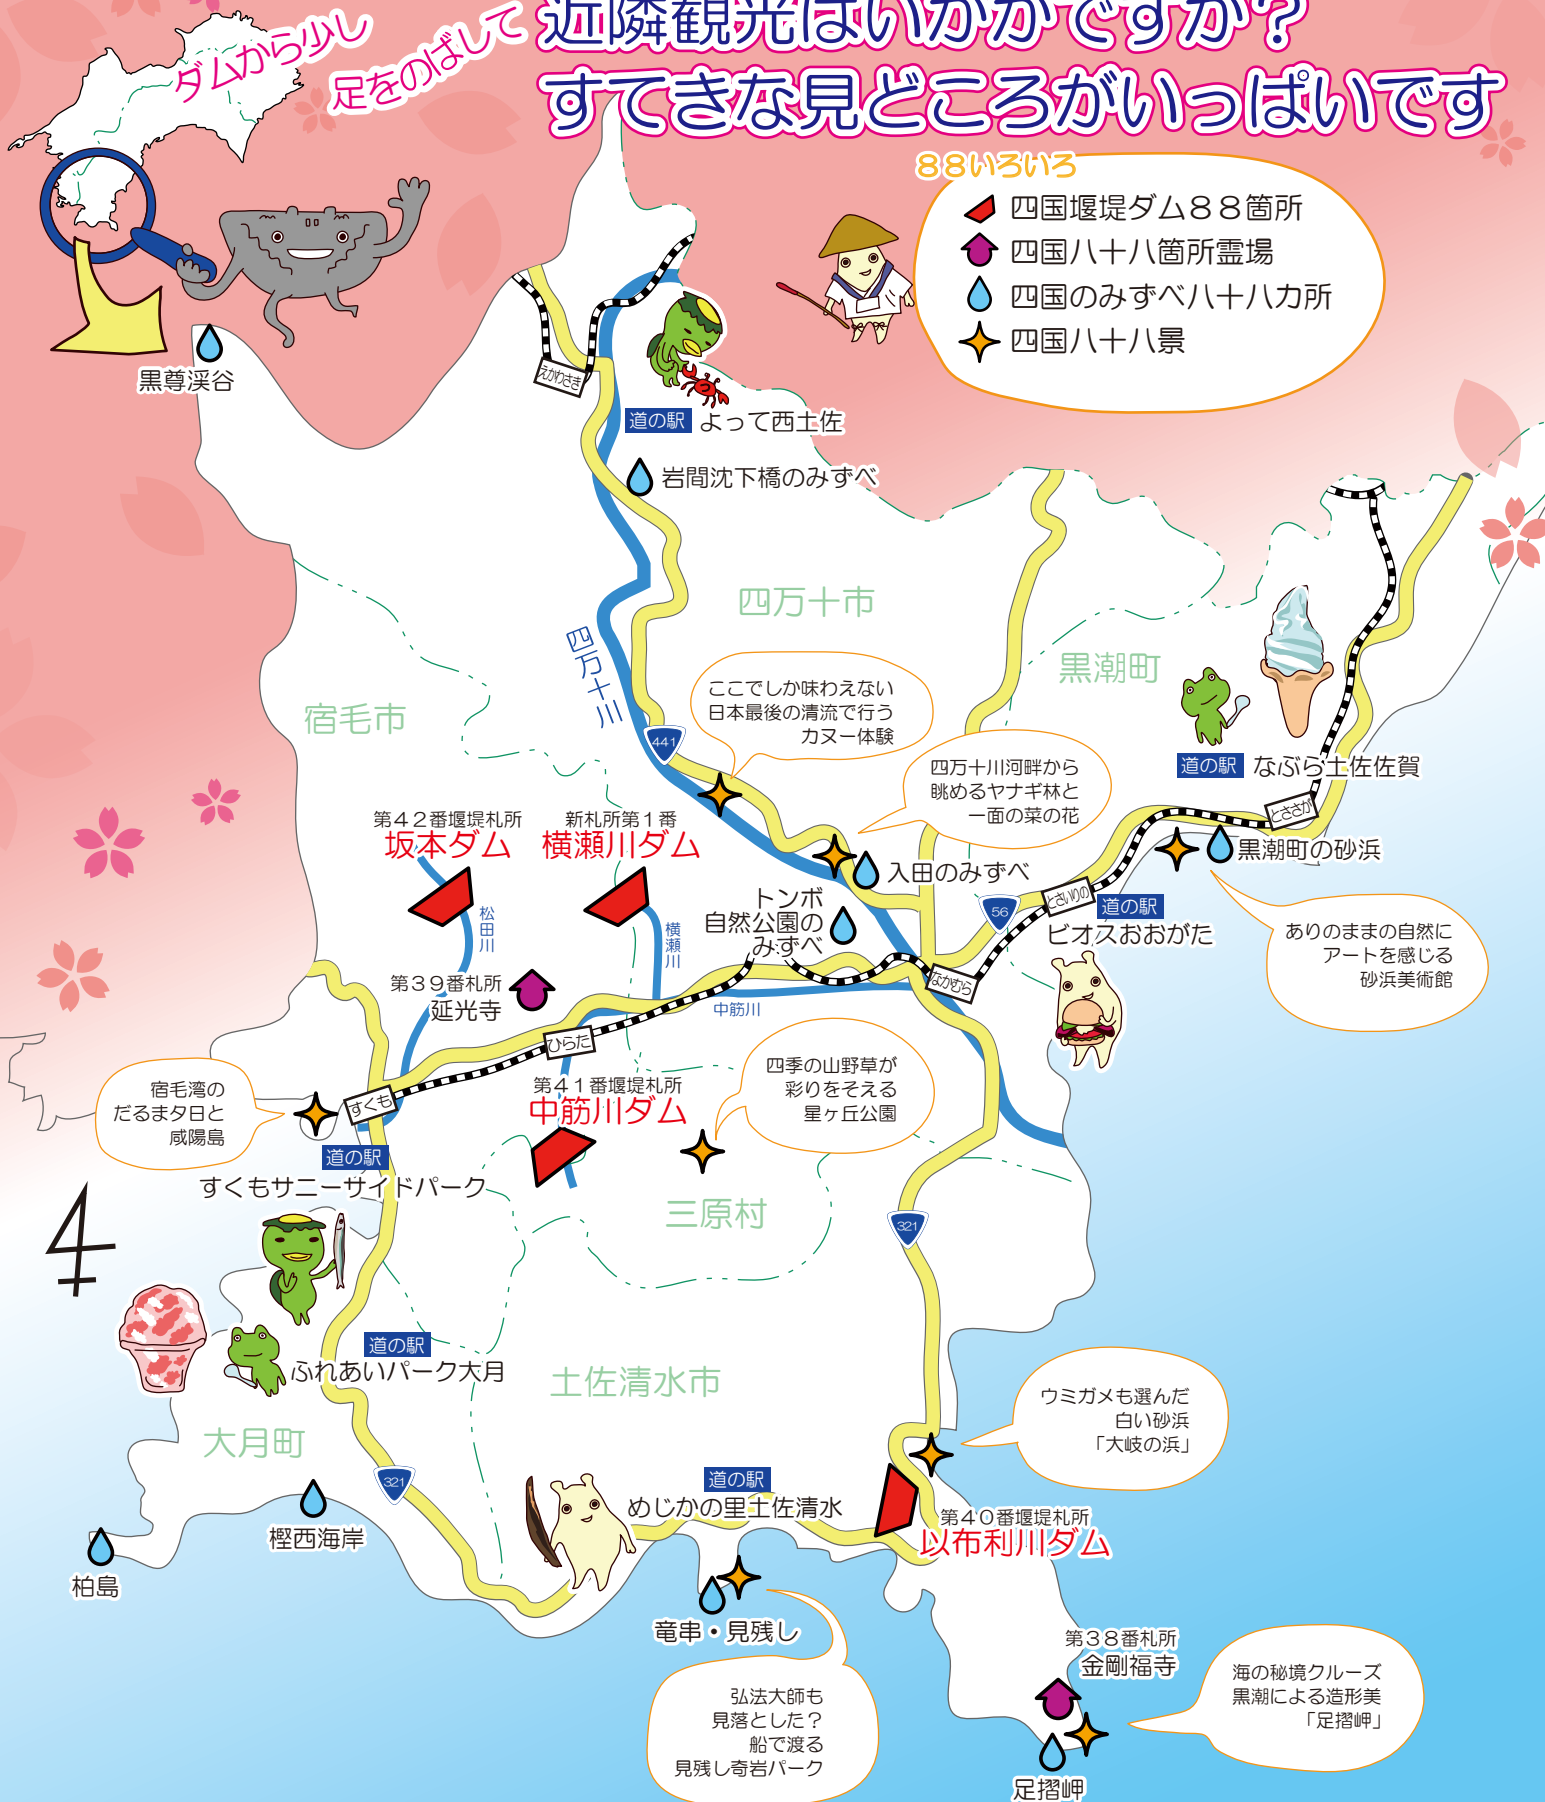 ダムから少し
足をのばして
近隣観光はいかがですか？
すてきな見どころがいっぱいです
８８いろいろ
四国堰堤ダム８８箇所
四国八十八箇所霊場
四国のみずべ八十八カ所
四国八十八景
黒尊渓谷
えかわさき
道の駅 よって西土佐
岩間沈下橋のみずべ
四万十市
四万十川
黒潮町
宿毛市
ここでしか味わえない
日本最後の清流で行う
カヌー体験
441
四万十川河畔から
眺めるヤナギ林と
一面の菜の花
道の駅 なぶら土佐佐賀
とさが
黒潮町の砂浜
第４２番堰堤札所
坂本ダム
新札所第１番
横瀬川ダム
入田のみずべ
トンボ
自然公園の
みずべ
松田川
横瀬川
56
とさいりの
道の駅
ビオスおおがた
ありのままの自然に
アートを感じる
砂浜美術館
なかむら
第３９番札所
延光寺
中筋川
ひらた
宿毛湾の
だるま夕日と
咸陽島
すくも
第４１番堰堤札所
中筋川ダム
四季の山野草が
彩りをそえる
星ヶ丘公園
道の駅
すくもサニーサイドパーク
三原村
321
4
道の駅
ふれあいパーク大月
土佐清水市
大月町
ウミガメも選んだ
白い砂浜
「大岐の浜」
321
道の駅
めじかの里土佐清水
第４０番堰堤札所
以布利川ダム
樫西海岸
柏島
竜串・見残し
弘法大師も
見落とした？
船で渡る
見残し奇岩パーク
第３８番札所
金剛福寺
海の秘境クルーズ
黒潮による造形美
「足摺岬」
足摺岬